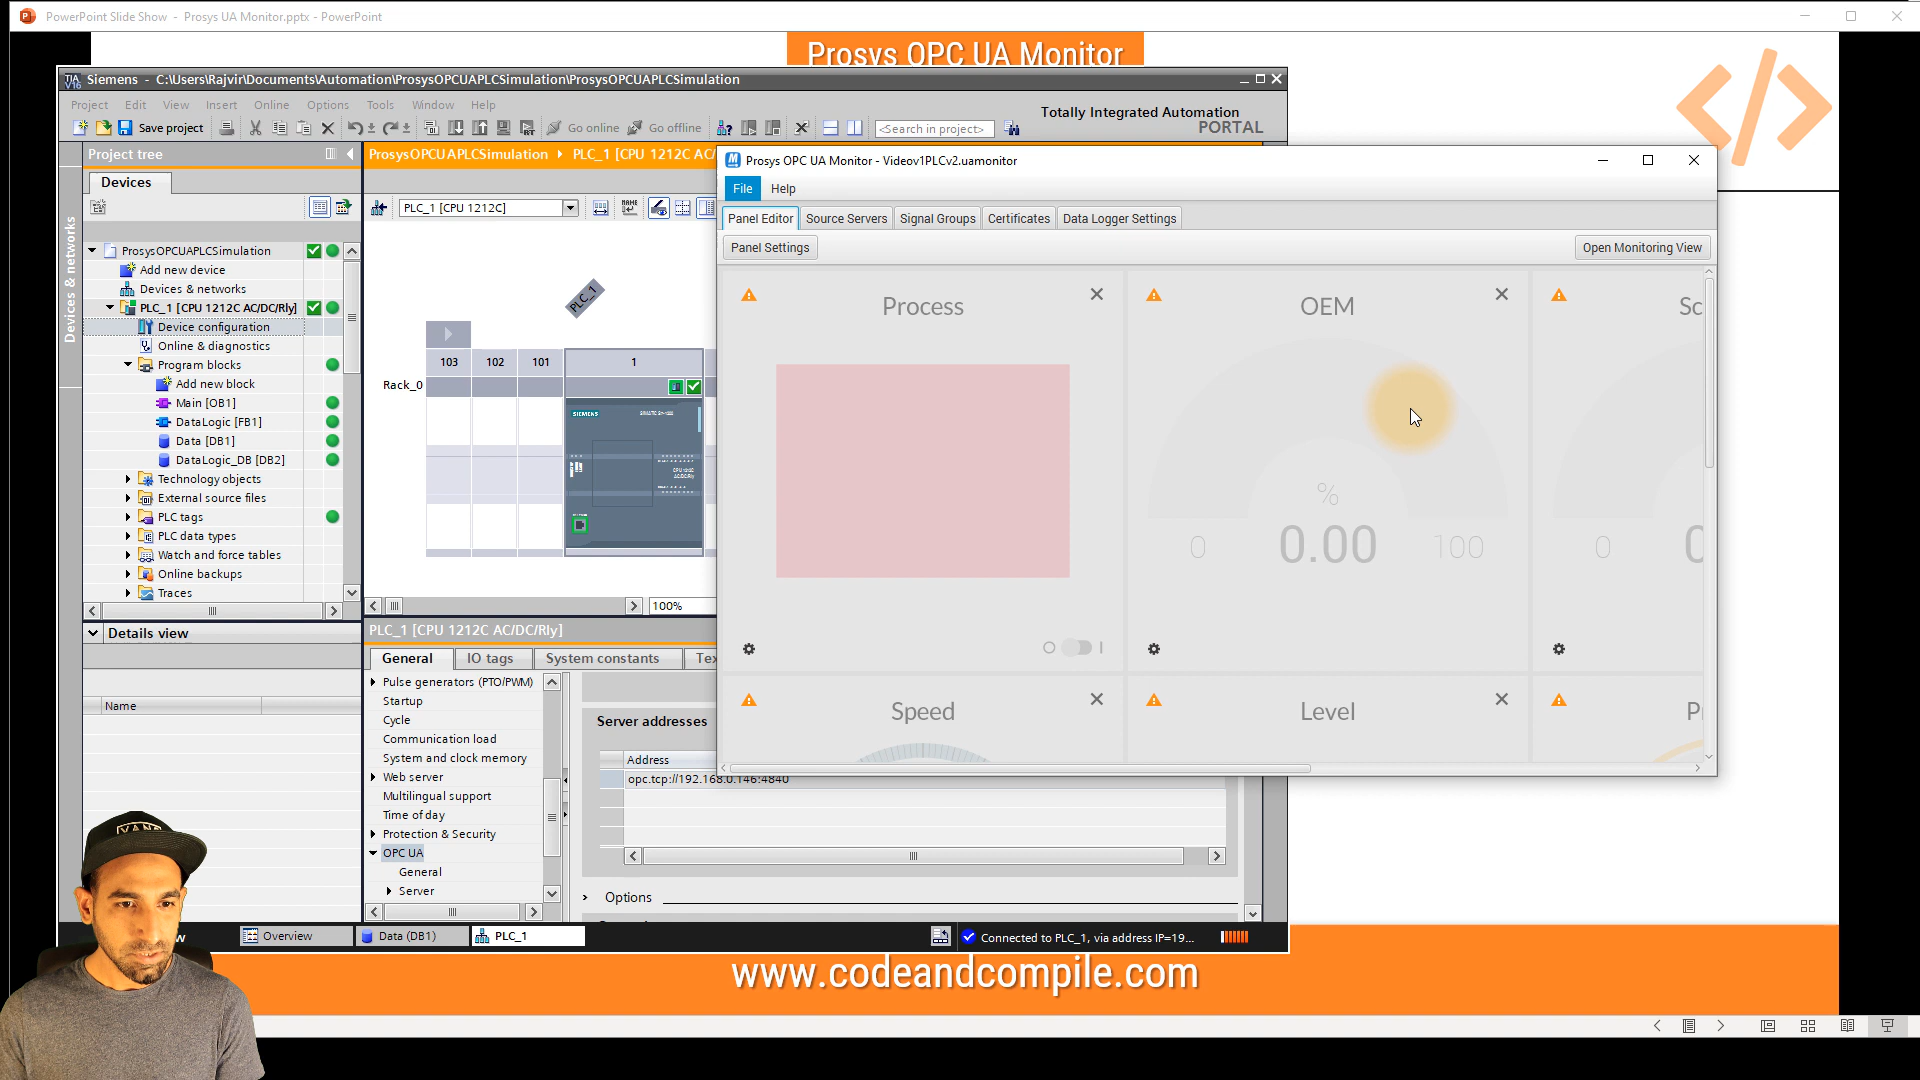 PowerPoint Slide Show - Prosys UA Monitor.pptx - PowerPoint
Prosys OPC UA Monitor
Siemens - C:\Users\Rajvir\Documents\Automation\ProsysOPCUAPLCSimulation\ProsysOPCUAPLCSimulation
Project Edit View Insert Online Options Tools Window Help
Totally Integrated Automation
PORTAL
Save project
Go online
Go offline
<Search in project>
Project tree
ProsysOPCUAPLCSimulation
PLC_1 [CPU 1212C AC/
Devices
Devices & networks
PLC_1 [CPU 1212C]
ProsysOPCUAPLCSimulation
Add new device
Devices & networks
PLC_1 [CPU 1212C AC/DC/Rly]
Device configuration
Online & diagnostics
Program blocks
Add new block
Main [OB1]
DataLogic [FB1]
Data [DB1]
DataLogic_DB [DB2]
Technology objects
External source files
PLC tags
PLC data types
Watch and force tables
Online backups
Traces
PLC_1
103 102 101 1
Rack_0
SIEMENS
100%
Details view
Name
PLC_1 [CPU 1212C AC/DC/Rly]
General IO tags System constants Tex
Pulse generators (PTO/PWM)
Startup
Cycle
Communication load
System and clock memory
Web server
Multilingual support
Time of day
Protection & Security
OPC UA
General
Server
Server addresses
Address
opc.tcp://192.168.0.146:4840
Options
Overview
Data (DB1)
PLC_1
Connected to PLC_1, via address IP=19...
Prosys OPC UA Monitor - Videov1PLCv2.uamonitor
File Help
Panel Editor Source Servers Signal Groups Certificates Data Logger Settings
Panel Settings
Open Monitoring View
Process
OEM
Sc
%
0 0.00 100
0
Speed
Level
www.codeandcompile.com